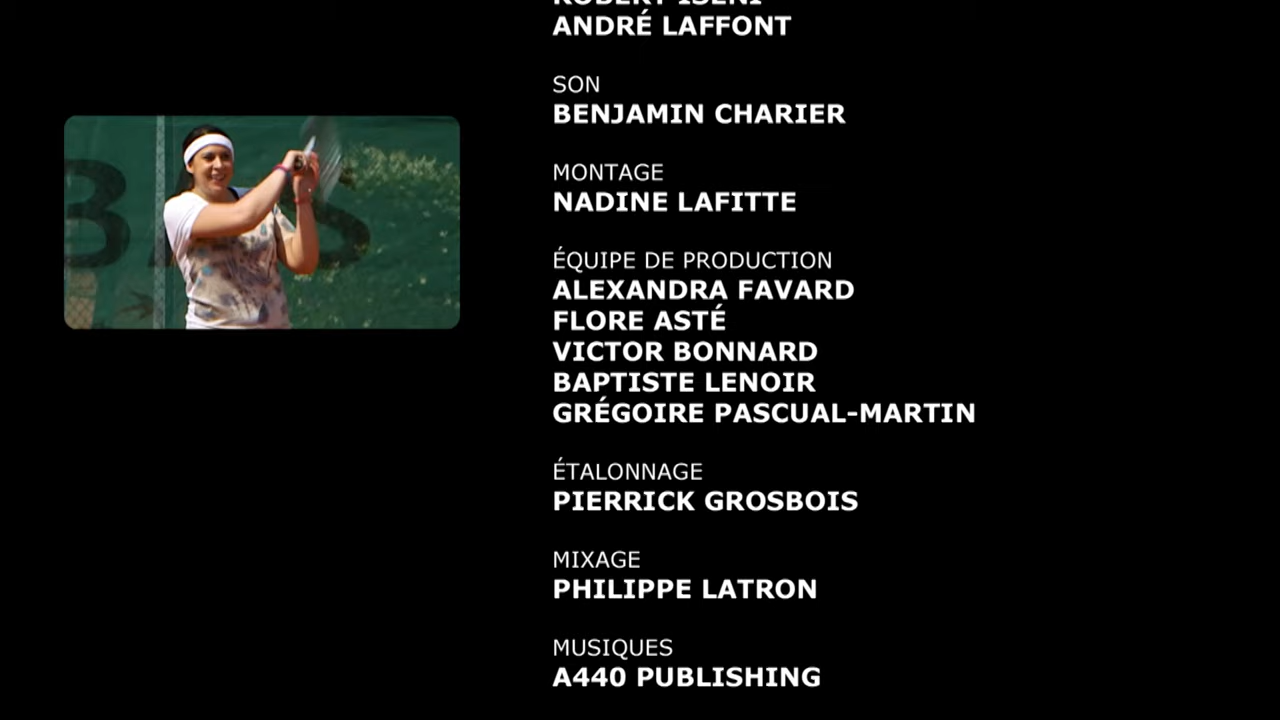 ANDRÉ LAFFONT
SON
BENJAMIN CHARIER
MONTAGE
NADINE LAFITTE
ÉQUIPE DE PRODUCTION
ALEXANDRA FAVARD
FLORE ASTÉ
VICTOR BONNARD
BAPTISTE LENOIR
GRÉGOIRE PASCUAL-MARTIN
ÉTALONNAGE
PIERRICK GROSBOIS
MIXAGE
PHILIPPE LATRON
MUSIQUES
A440 PUBLISHING